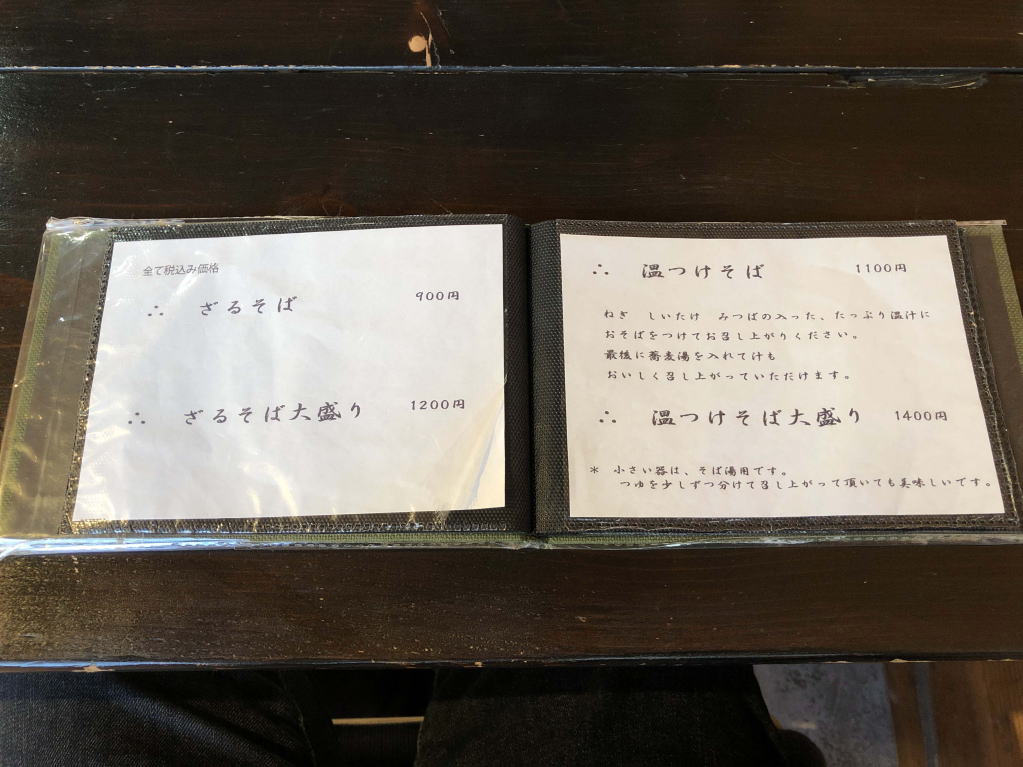 全て税込み価格
∴ ざるそば 900円
∴ ざるそば大盛り 1200円
∴ 温つけそば 1100円
ねぎ しいたけ みつばの入った、たっぷり温汁に
おそばをつけてお召し上がりください。
最後に蕎麦湯を入れて汁も
おいしく召し上がっていただけます。
∴ 温つけそば大盛り 1400円
＊ 小さい器は、そば湯用です。
つゆを少しずつ分けて召し上がって頂いても美味しいです。